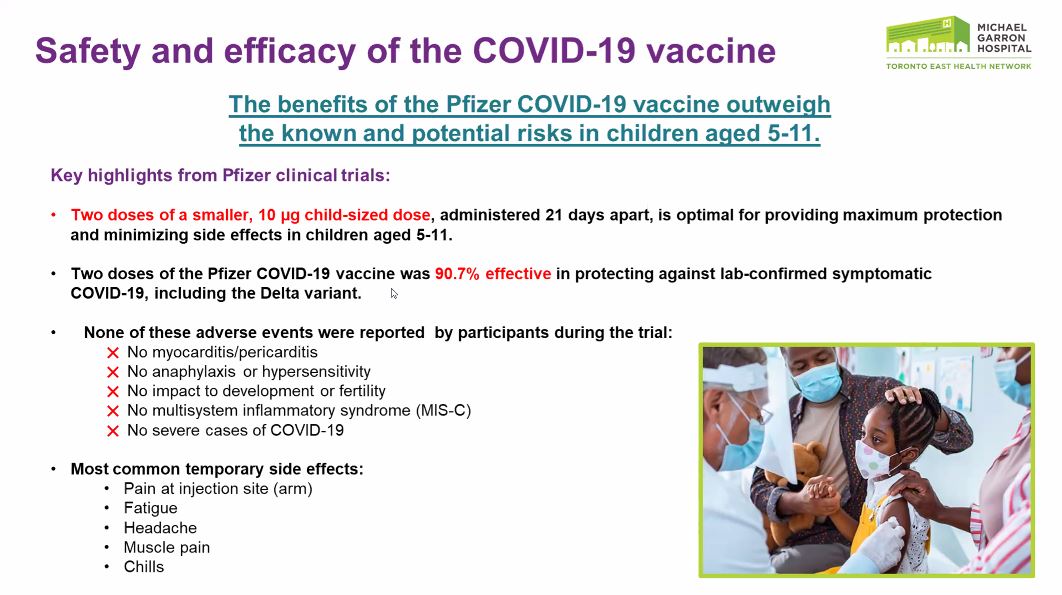 Safety and efficacy of the COVID-19 vaccine
MICHAEL
GARRON
HOSPITAL
TORONTO EAST HEALTH NETWORK
The benefits of the Pfizer COVID-19 vaccine outweigh
the known and potential risks in children aged 5-11.
Key highlights from Pfizer clinical trials:
• Two doses of a smaller, 10 µg child-sized dose, administered 21 days apart, is optimal for providing maximum protection
and minimizing side effects in children aged 5-11.
• Two doses of the Pfizer COVID-19 vaccine was 90.7% effective in protecting against lab-confirmed symptomatic
COVID-19, including the Delta variant.
• None of these adverse events were reported by participants during the trial:
❌ No myocarditis/pericarditis
❌ No anaphylaxis or hypersensitivity
❌ No impact to development or fertility
❌ No multisystem inflammatory syndrome (MIS-C)
❌ No severe cases of COVID-19
• Most common temporary side effects:
• Pain at injection site (arm)
• Fatigue
• Headache
• Muscle pain
• Chills